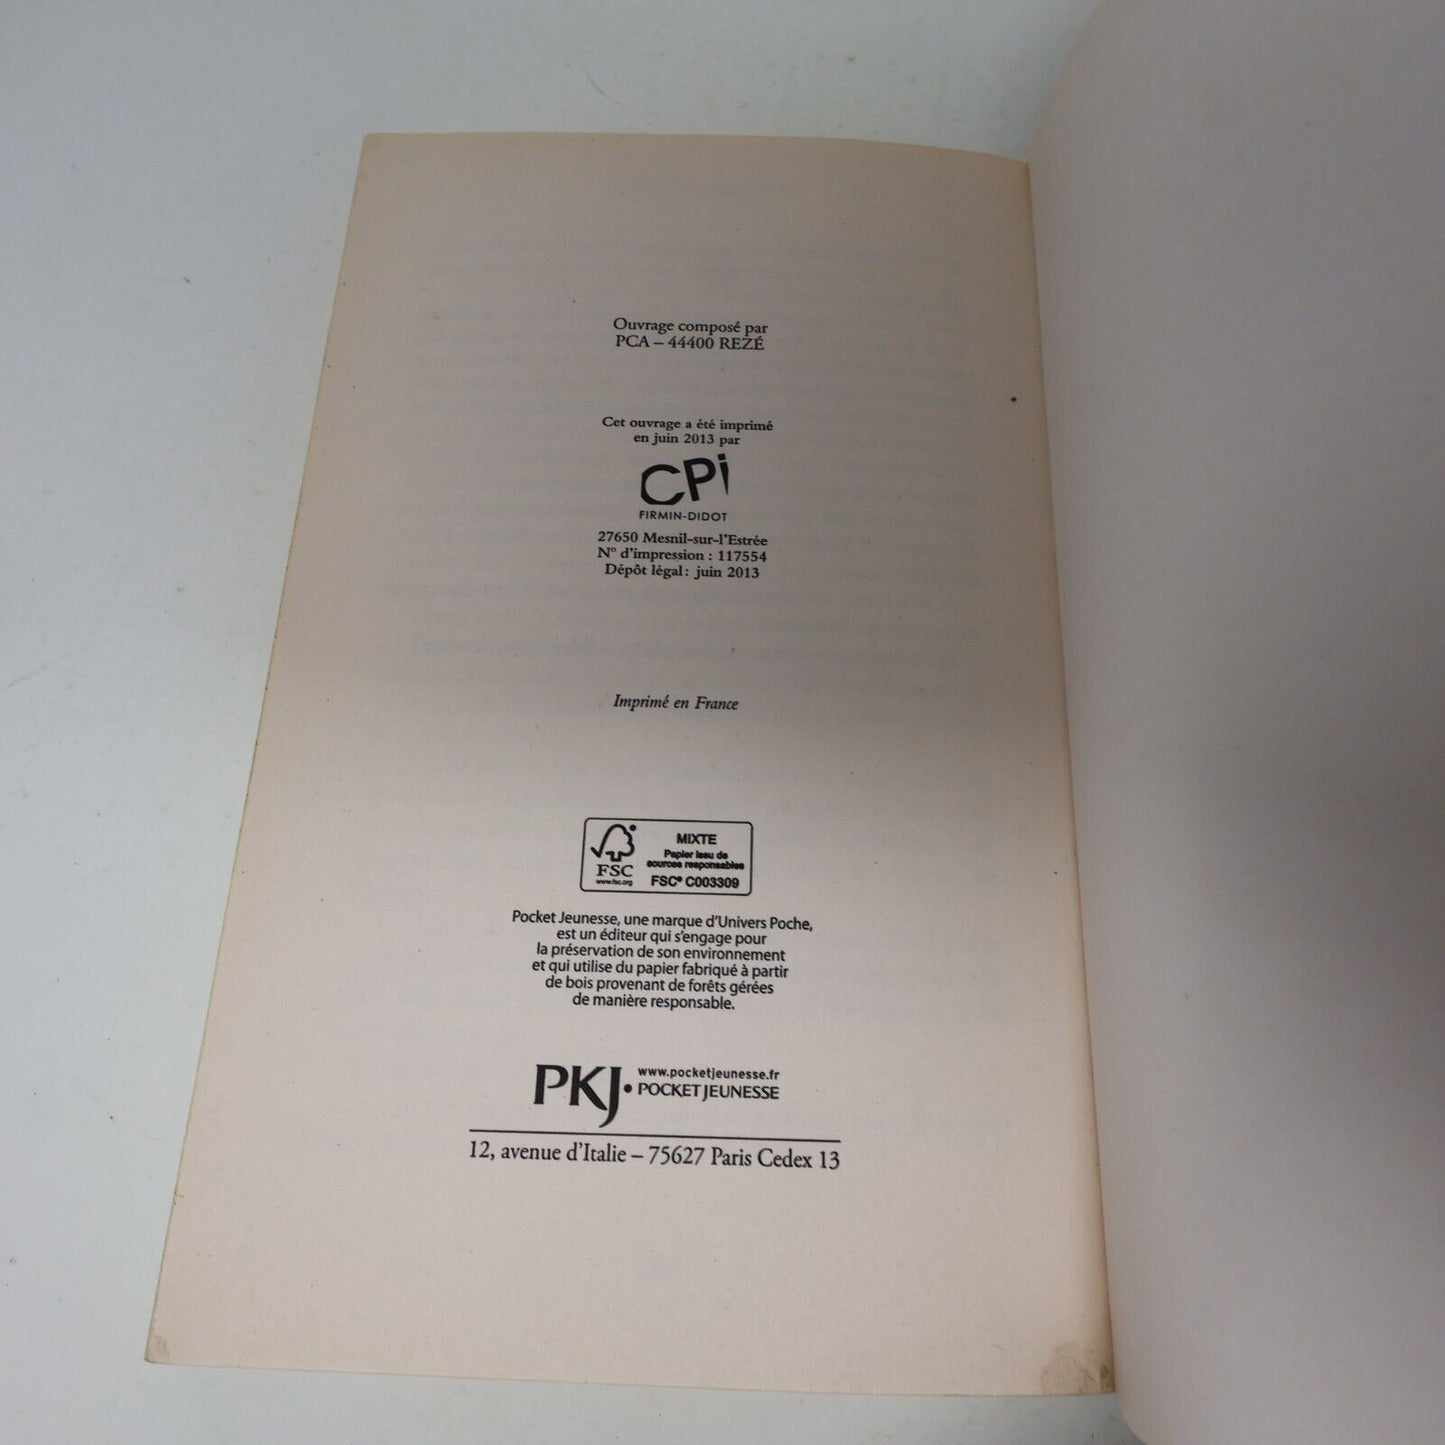 Ouvrage composé par
PCA – 44400 REZÉ
Cet ouvrage a été imprimé
en juin 2013 par
CPi
FIRMIN-DIDOT
27650 Mesnil-sur-l'Estrée
N° d'impression : 117554
Dépôt légal : juin 2013
Imprimé en France
MIXTE
Papier issu de
sources responsables
FSC® C003309
FSC
www.fsc.org
Pocket Jeunesse, une marque d'Univers Poche,
est un éditeur qui s'engage pour
la préservation de son environnement
et qui utilise du papier fabriqué à partir
de bois provenant de forêts gérées
de manière responsable.
PKJ•
www.pocketjeunesse.fr
POCKET JEUNESSE
12, avenue d'Italie – 75627 Paris Cedex 13